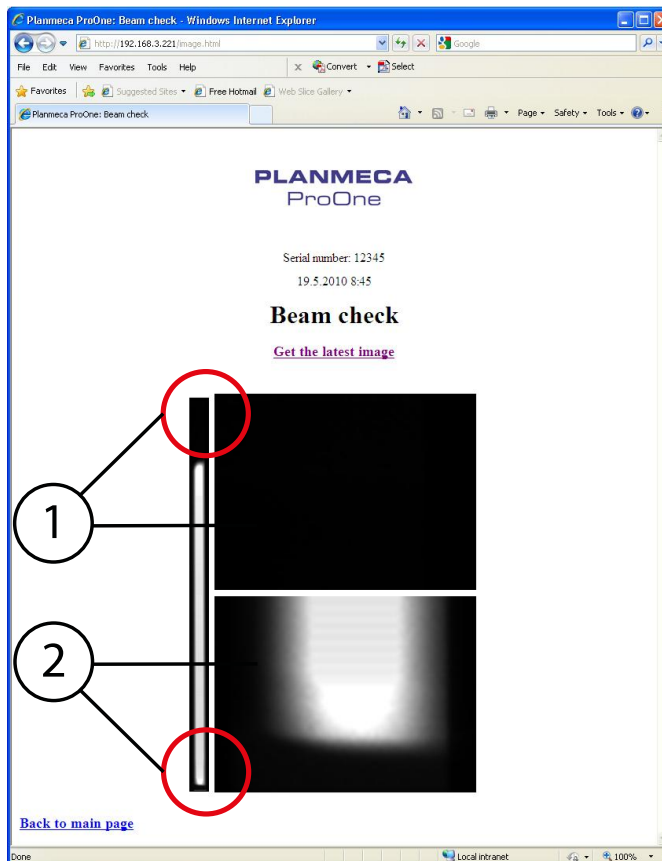 Planmeca ProOne: Beam check - Windows Internet Explorer
http://192.168.3.221/image.html
Google
File Edit View Favorites Tools Help
x Convert Select
Favorites Suggested Sites Free Hotmail Web Slice Gallery
Planmeca ProOne: Beam check
Page Safety Tools
PLANMECA
ProOne
Serial number: 12345
19.5.2010 8:45
Beam check
Get the latest image
1
2
Back to main page
Done Local intranet 100%